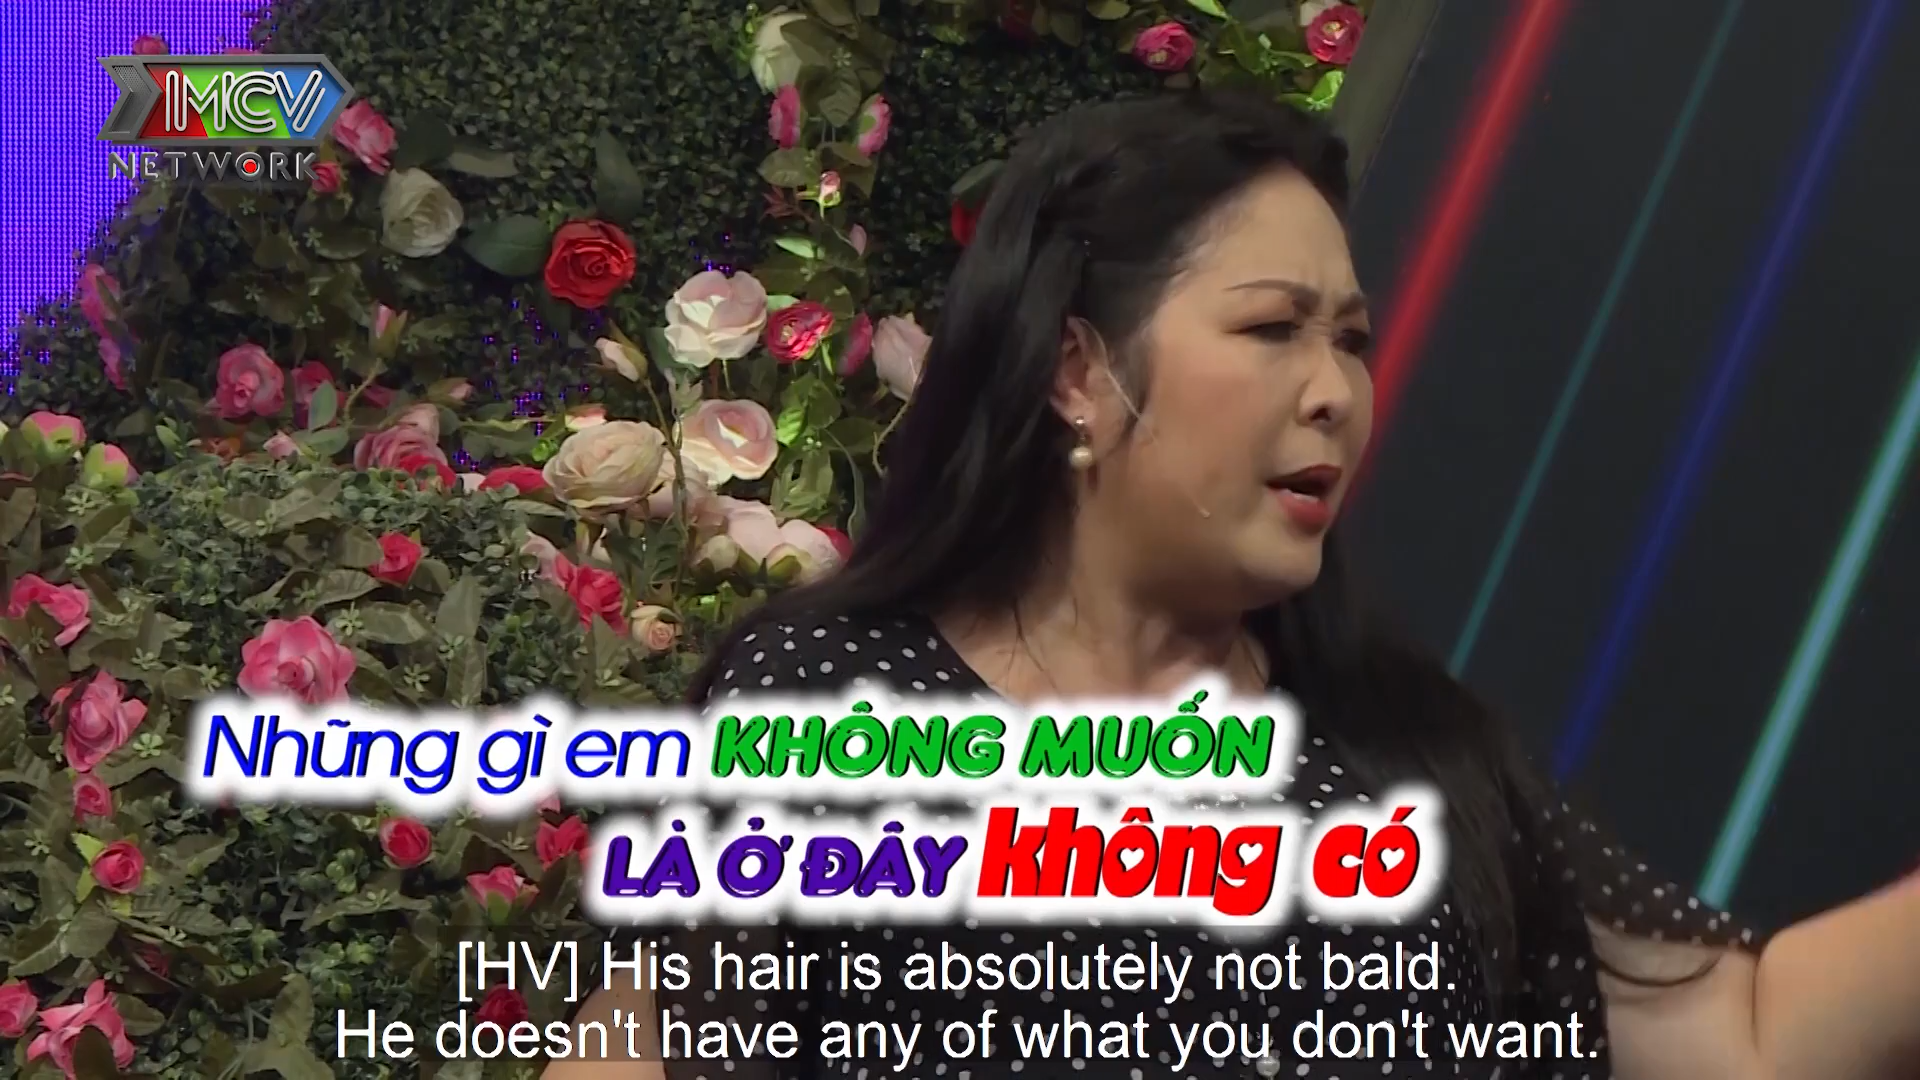 MCV
NETWORK
Những gì em KHÔNG MUỐN
LÀ Ở ĐÂY không có
[HV] His hair is absolutely not bald.
He doesn't have any of what you don't want.